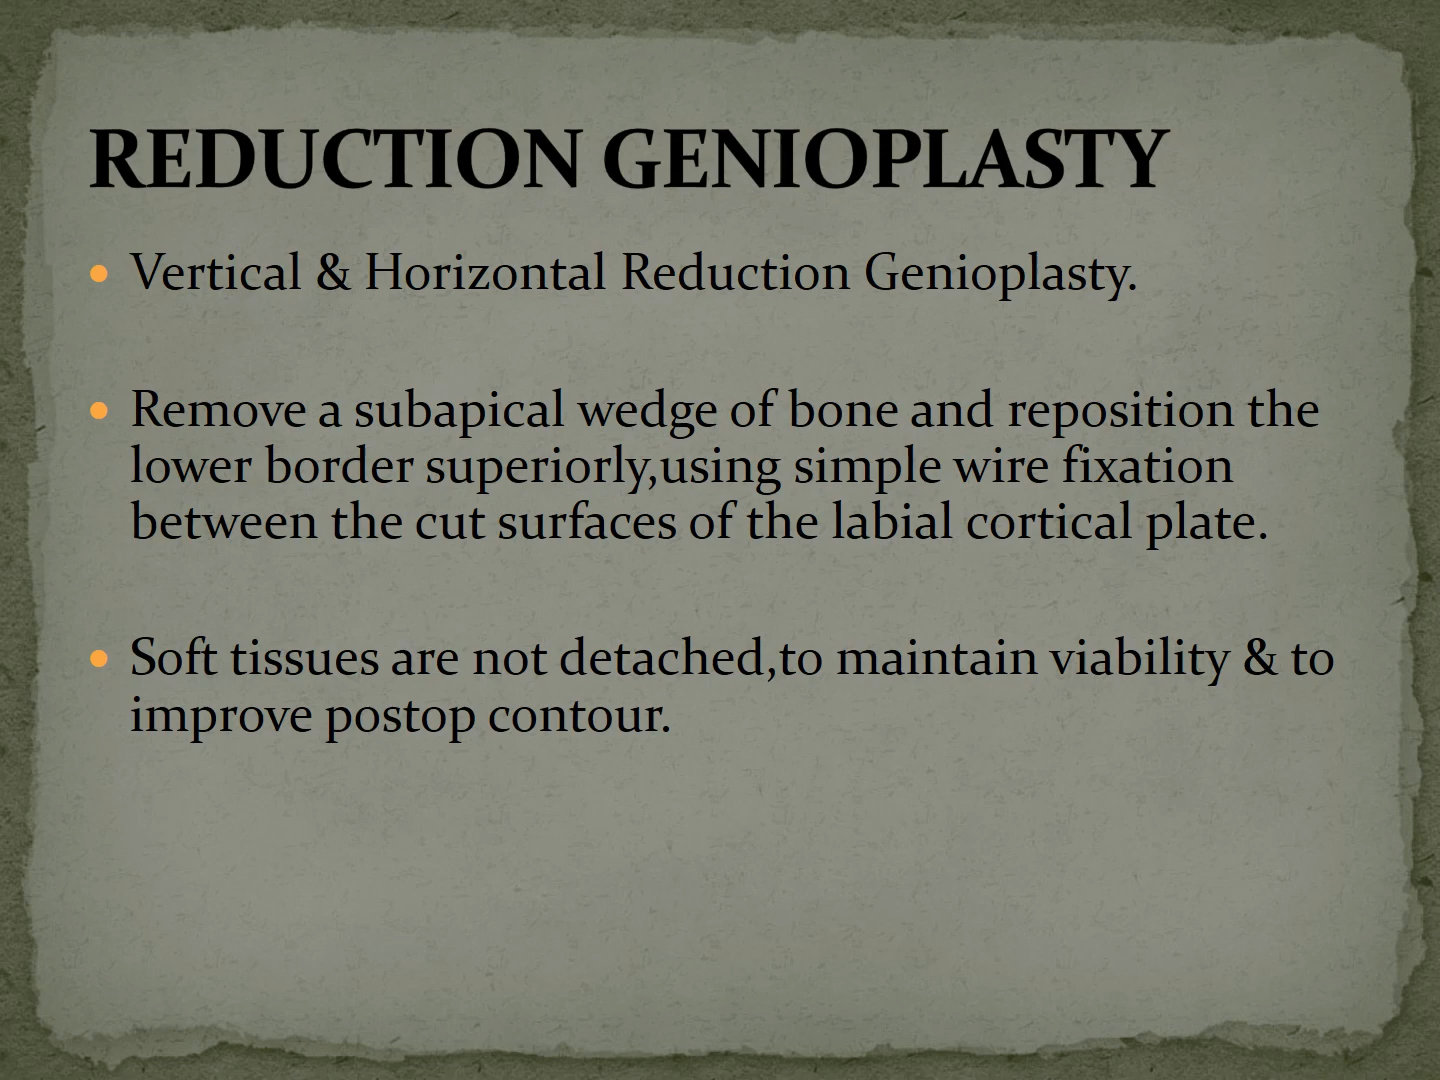 REDUCTION GENIOPLASTY
• Vertical & Horizontal Reduction Genioplasty.
• Remove a subapical wedge of bone and reposition the
lower border superiorly,using simple wire fixation
between the cut surfaces of the labial cortical plate.
• Soft tissues are not detached,to maintain viability & to
improve postop contour.